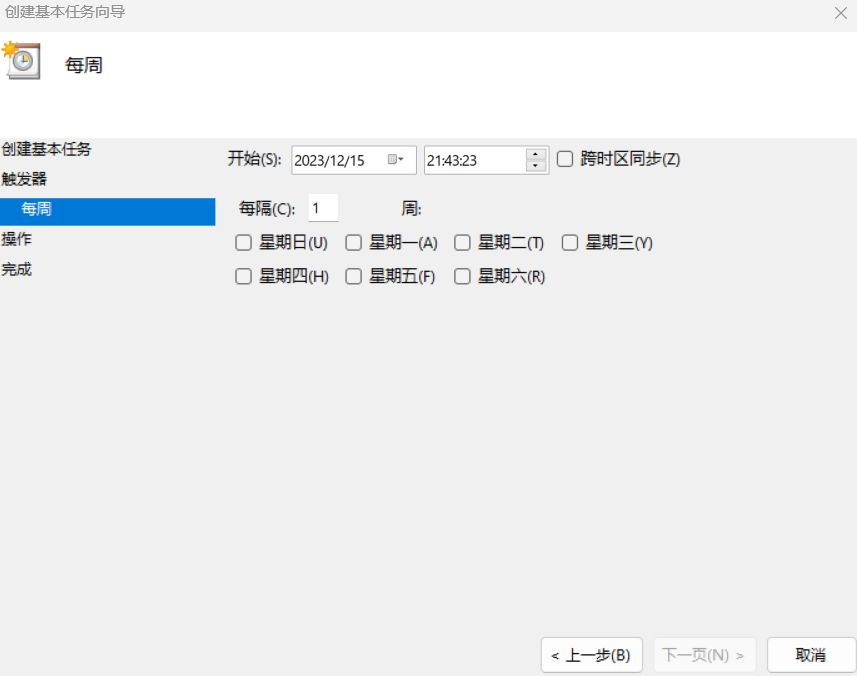 创建基本任务向导
每周
创建基本任务
触发器
每周
操作
完成
开始(S): 2023/12/15 21:43:23 跨时区同步(Z)
每隔(C): 1 周:
星期日(U) 星期一(A) 星期二(T) 星期三(Y)
星期四(H) 星期五(F) 星期六(R)
< 上一步(B) 下一页(N) > 取消